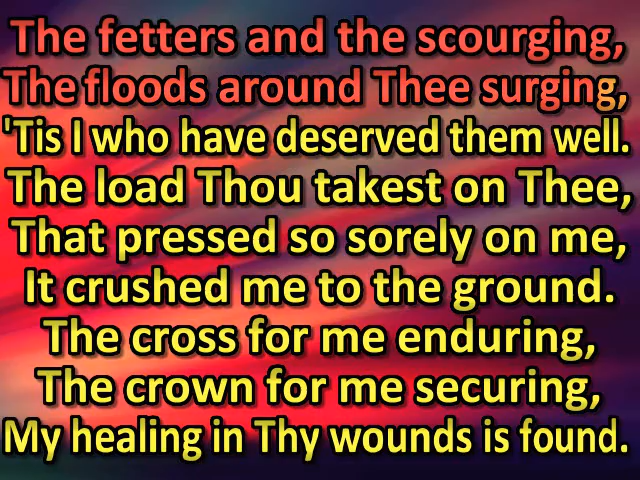 The fetters and the scourging,
The floods around Thee surging,
'Tis I who have deserved them well.
The load Thou takest on Thee,
That pressed so sorely on me,
It crushed me to the ground.
The cross for me enduring,
The crown for me securing,
My healing in Thy wounds is found.